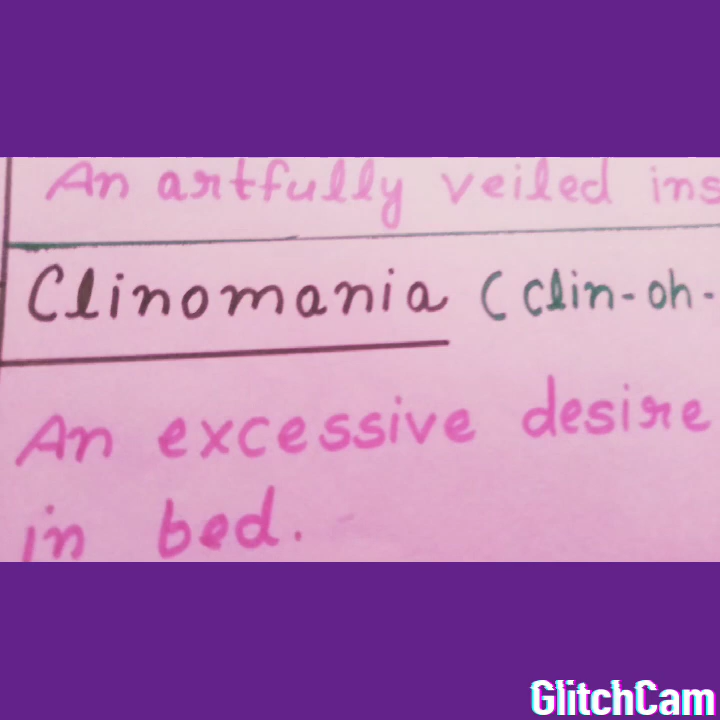 An artfully veiled ins
Clinomania (clin-oh-
An excessive desire
in bed.
GlitchCam